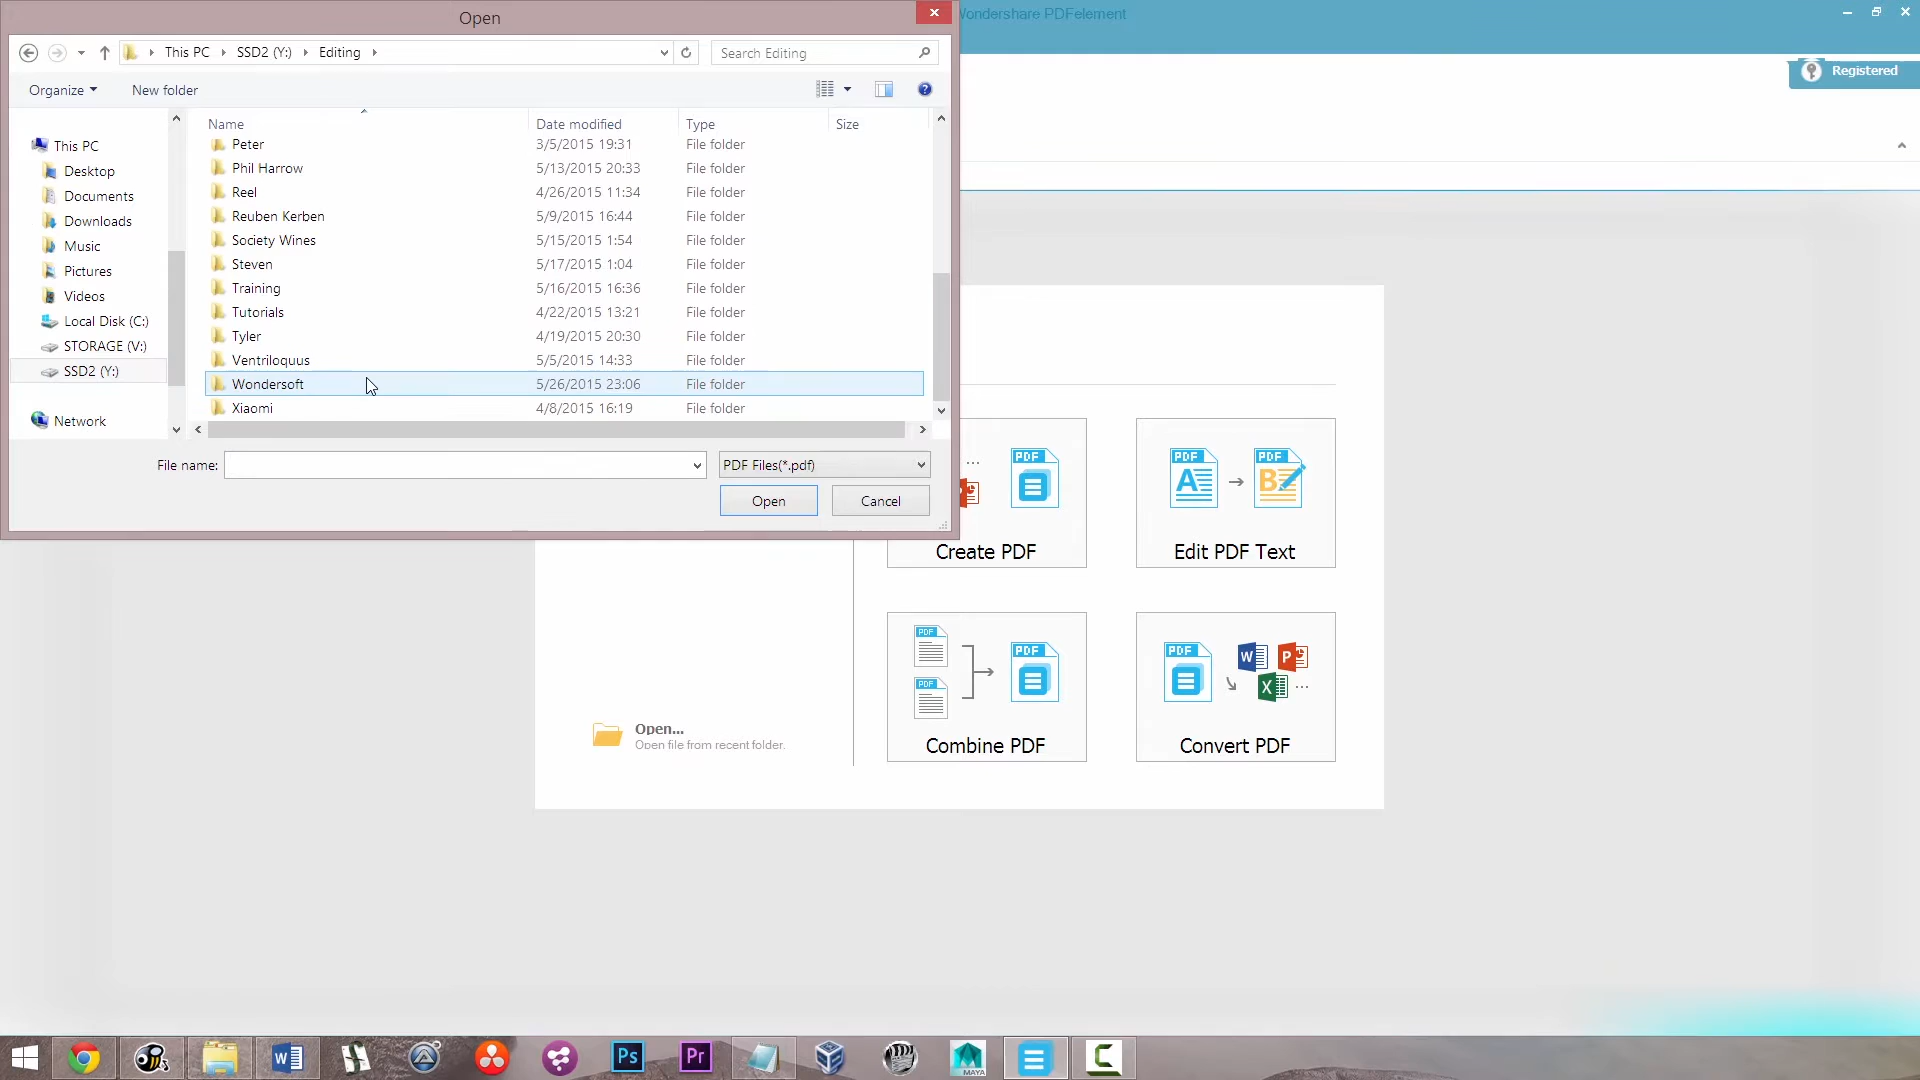 Open
Wondershare PDFelement
This PC
SSD2 (Y:)
Editing
Search Editing
Registered
Organize
New folder
Name
Date modified
Type
Size
This PC
Desktop
Documents
Downloads
Music
Pictures
Videos
Local Disk (C:)
STORAGE (V:)
SSD2 (Y:)
Network
Peter 3/5/2015 19:31 File folder
Phil Harrow 5/13/2015 20:33 File folder
Reel 4/26/2015 11:34 File folder
Reuben Kerben 5/9/2015 16:44 File folder
Society Wines 5/15/2015 1:54 File folder
Steven 5/17/2015 1:04 File folder
Training 5/16/2015 16:36 File folder
Tutorials 4/22/2015 13:21 File folder
Tyler 4/19/2015 20:30 File folder
Ventriloquus 5/5/2015 14:33 File folder
Wondersoft 5/26/2015 23:06 File folder
Xiaomi 4/8/2015 16:19 File folder
File name:
PDF Files(*.pdf)
Open
Cancel
PDF
PDF
A
PDF
B
Create PDF
Edit PDF Text
PDF
PDF
PDF
PDF
W
P
X
Open...
Open file from recent folder.
Combine PDF
Convert PDF
W
Ps
Pr
MAYA
C